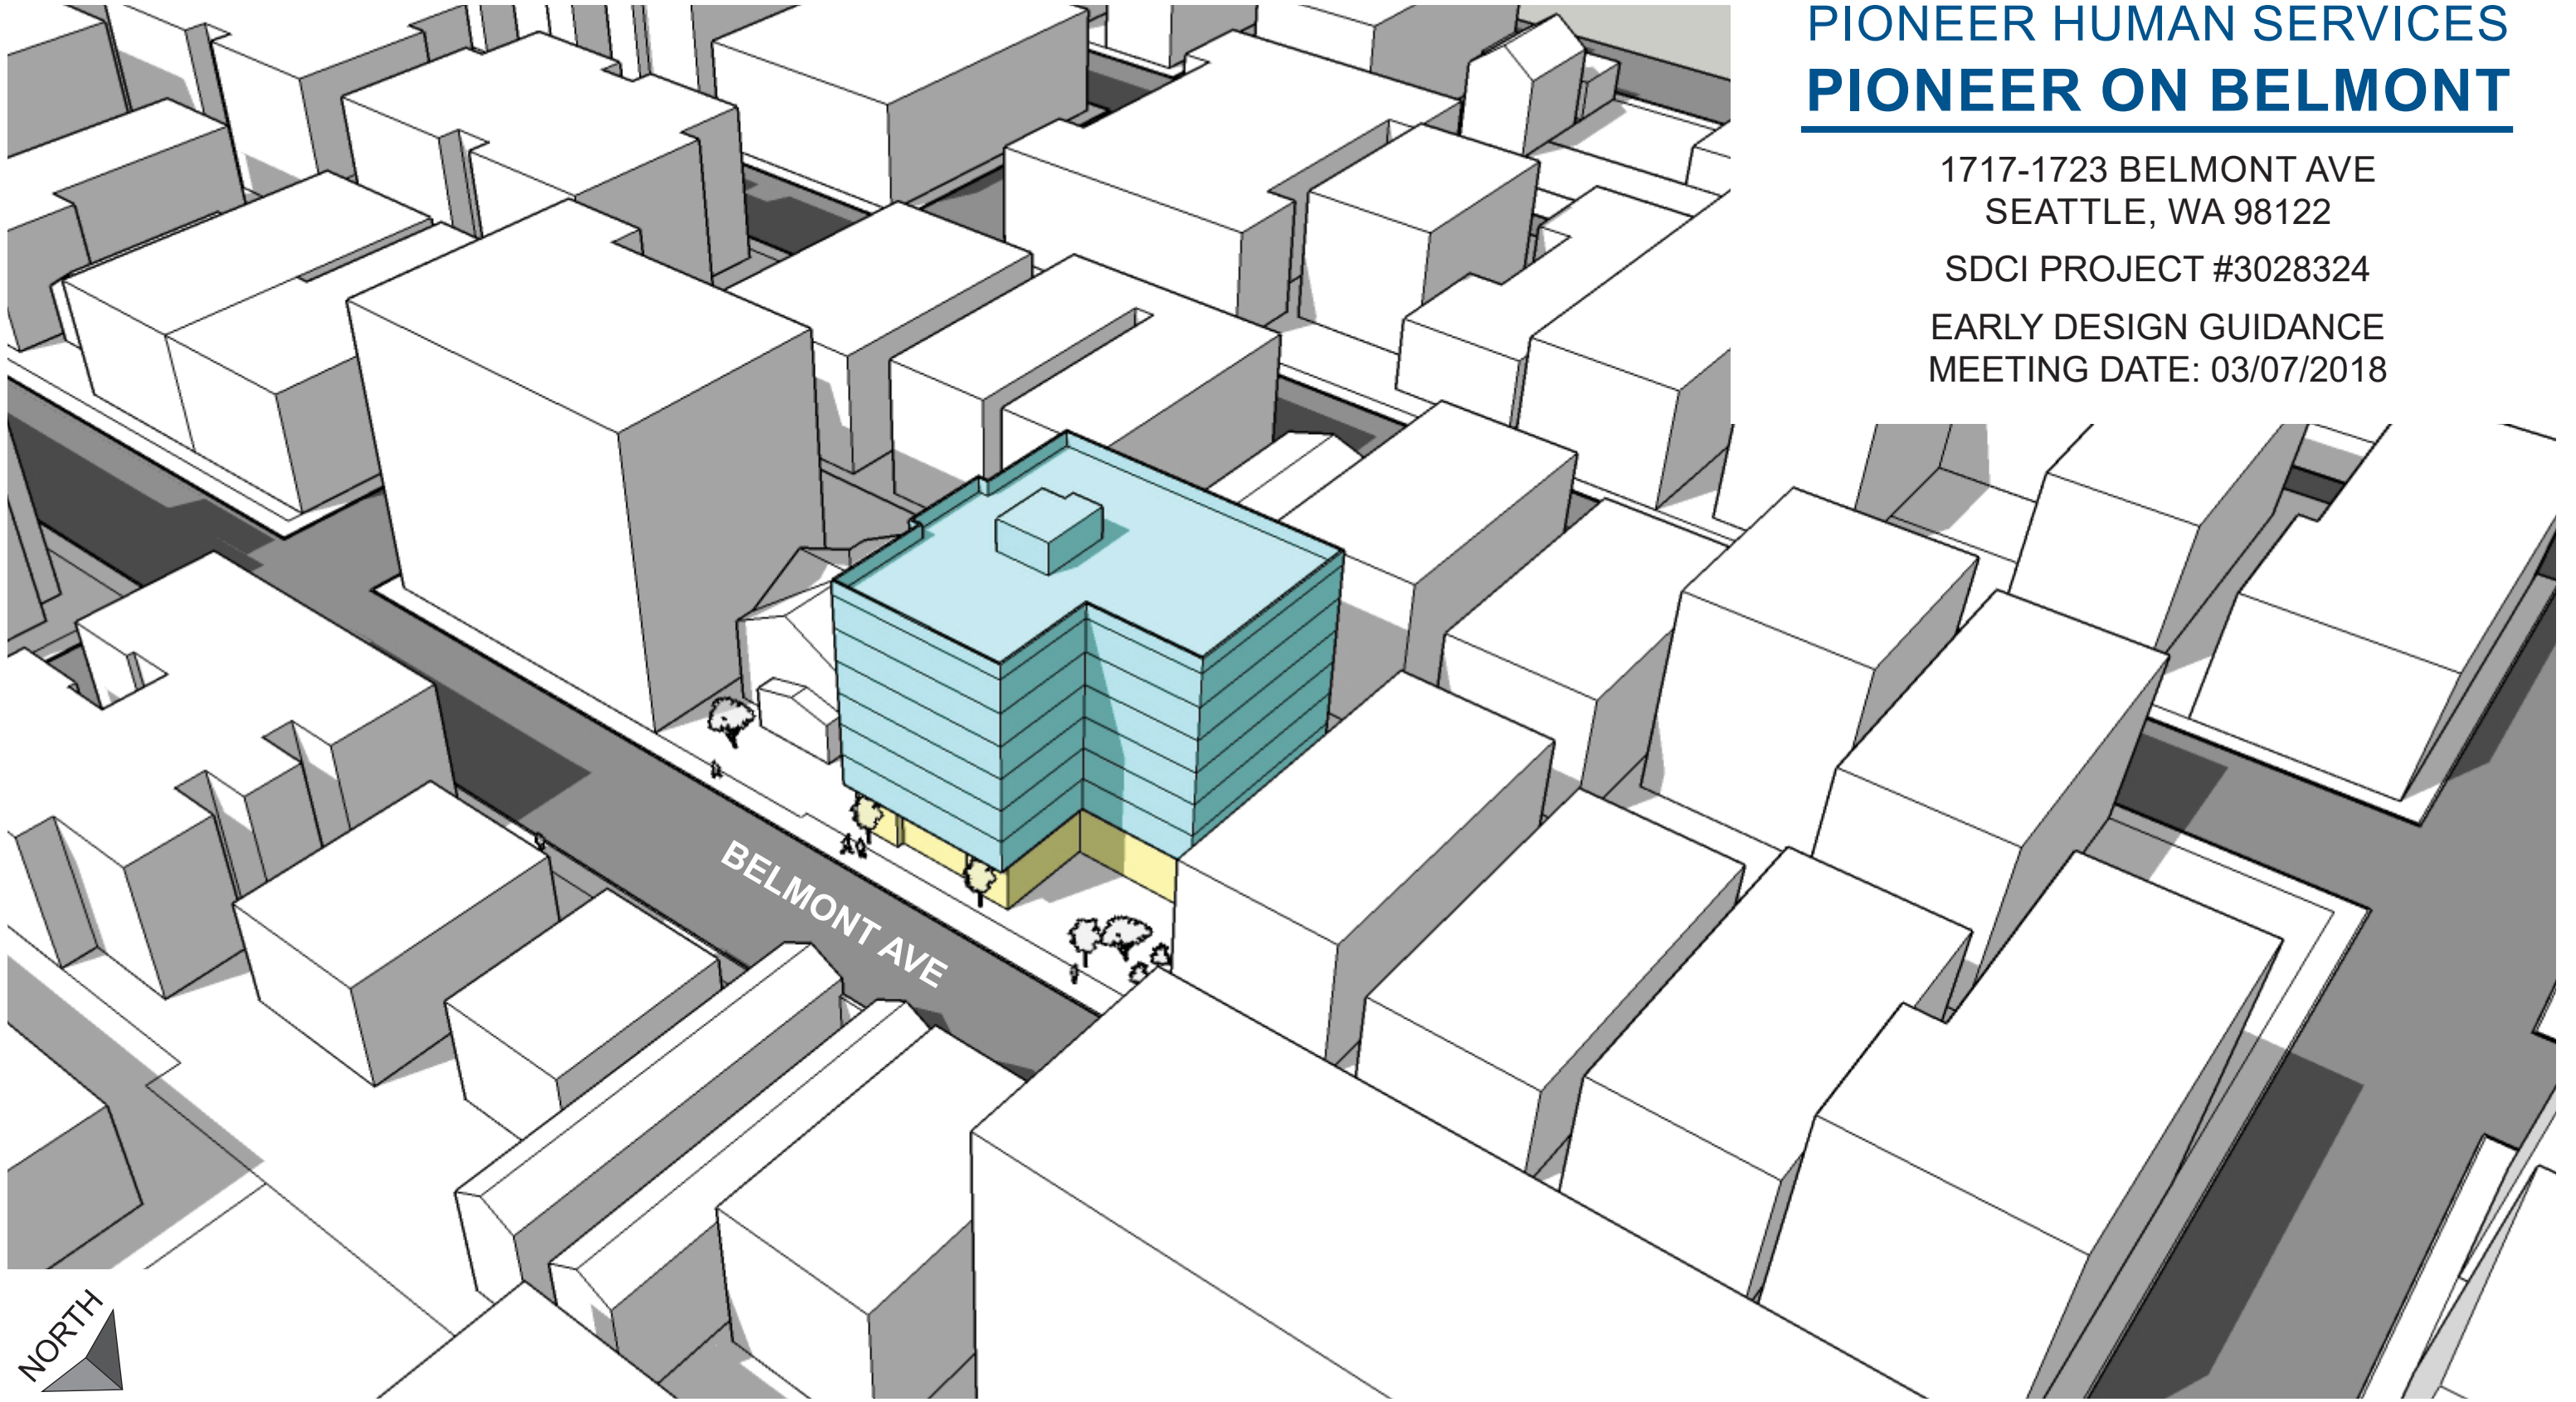 PIONEER HUMAN SERVICES
PIONEER ON BELMONT
1717-1723 BELMONT AVE
SEATTLE, WA 98122
SDCI PROJECT #3028324
EARLY DESIGN GUIDANCE
MEETING DATE: 03/07/2018
BELMONT AVE
NORTH